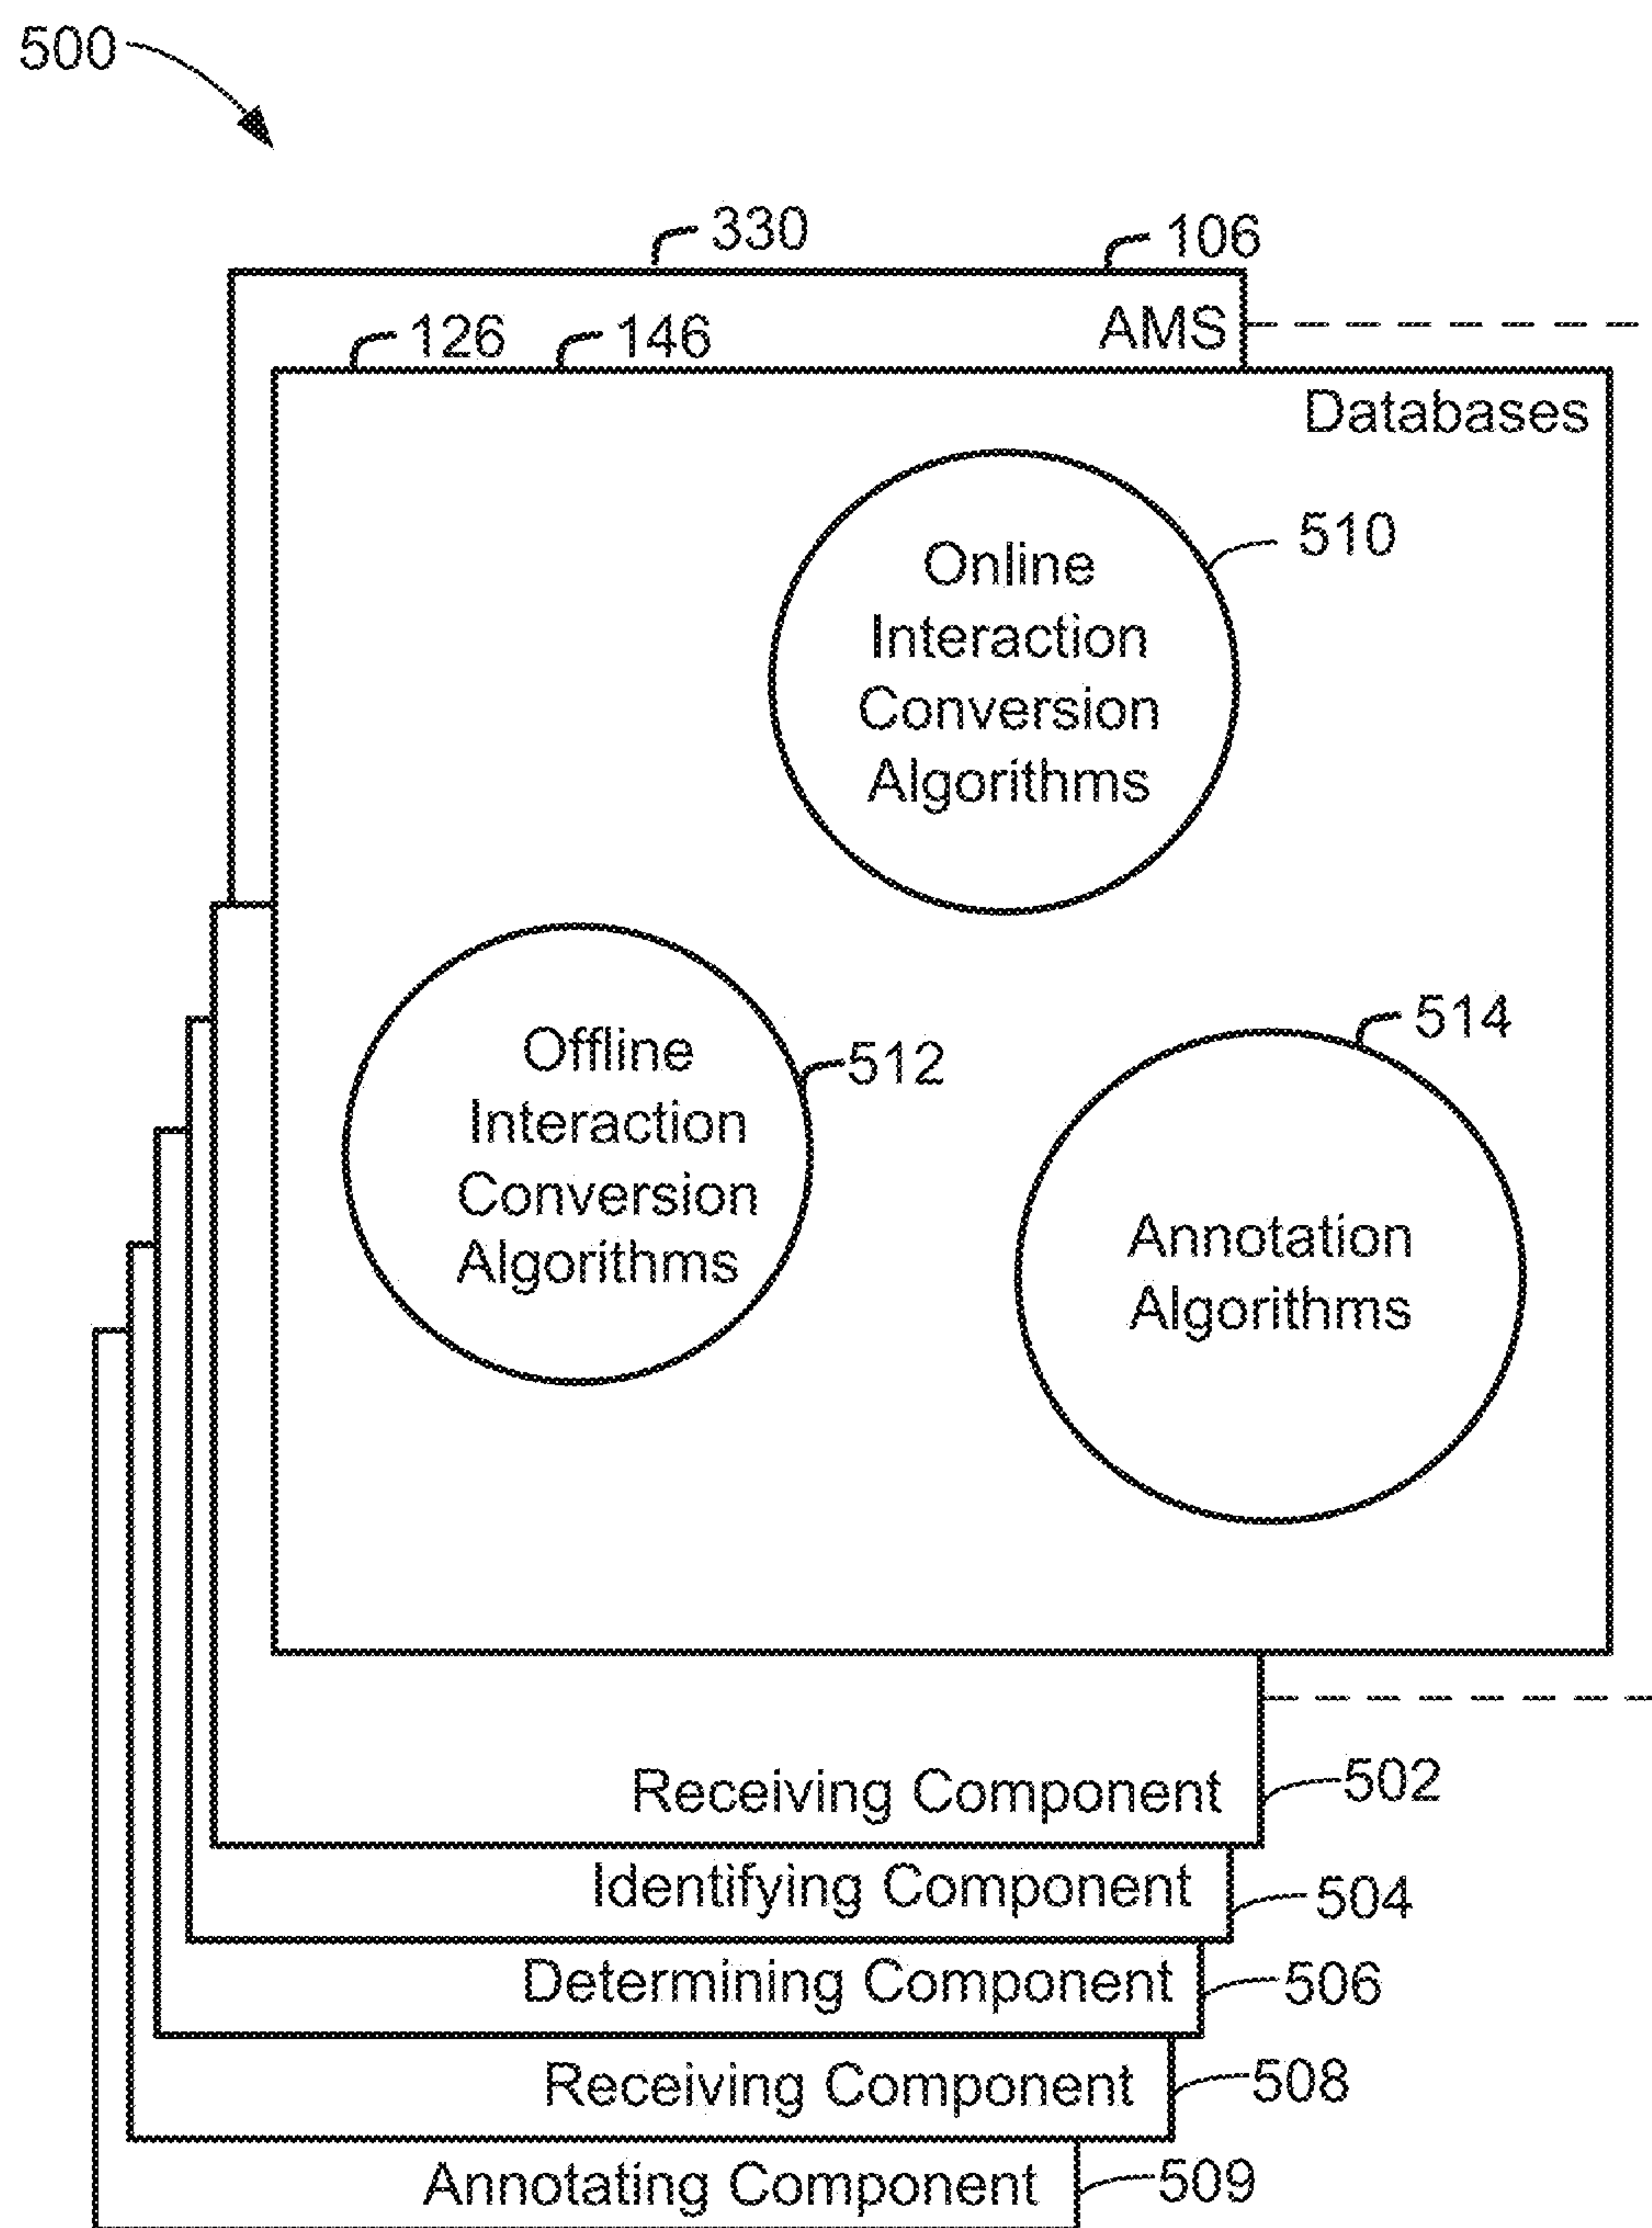 500
330
106
AMS
126
146
Databases
Online
Interaction
Conversion
Algorithms
510
Offline
Interaction
Conversion
Algorithms
512
514
Annotation
Algorithms
Receiving Component
502
Identifying Component
504
Determining Component
506
Receiving Component
508
Annotating Component
509